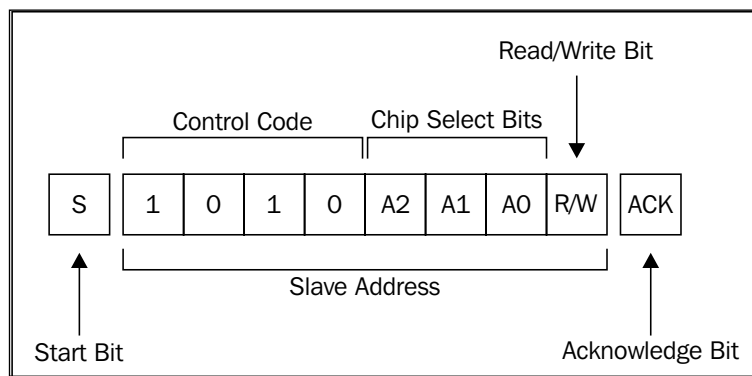 Read/Write Bit
Control Code Chip Select Bits
S 1 0 1 0 A2 A1 A0 R/W ACK
Slave Address
Start Bit Acknowledge Bit